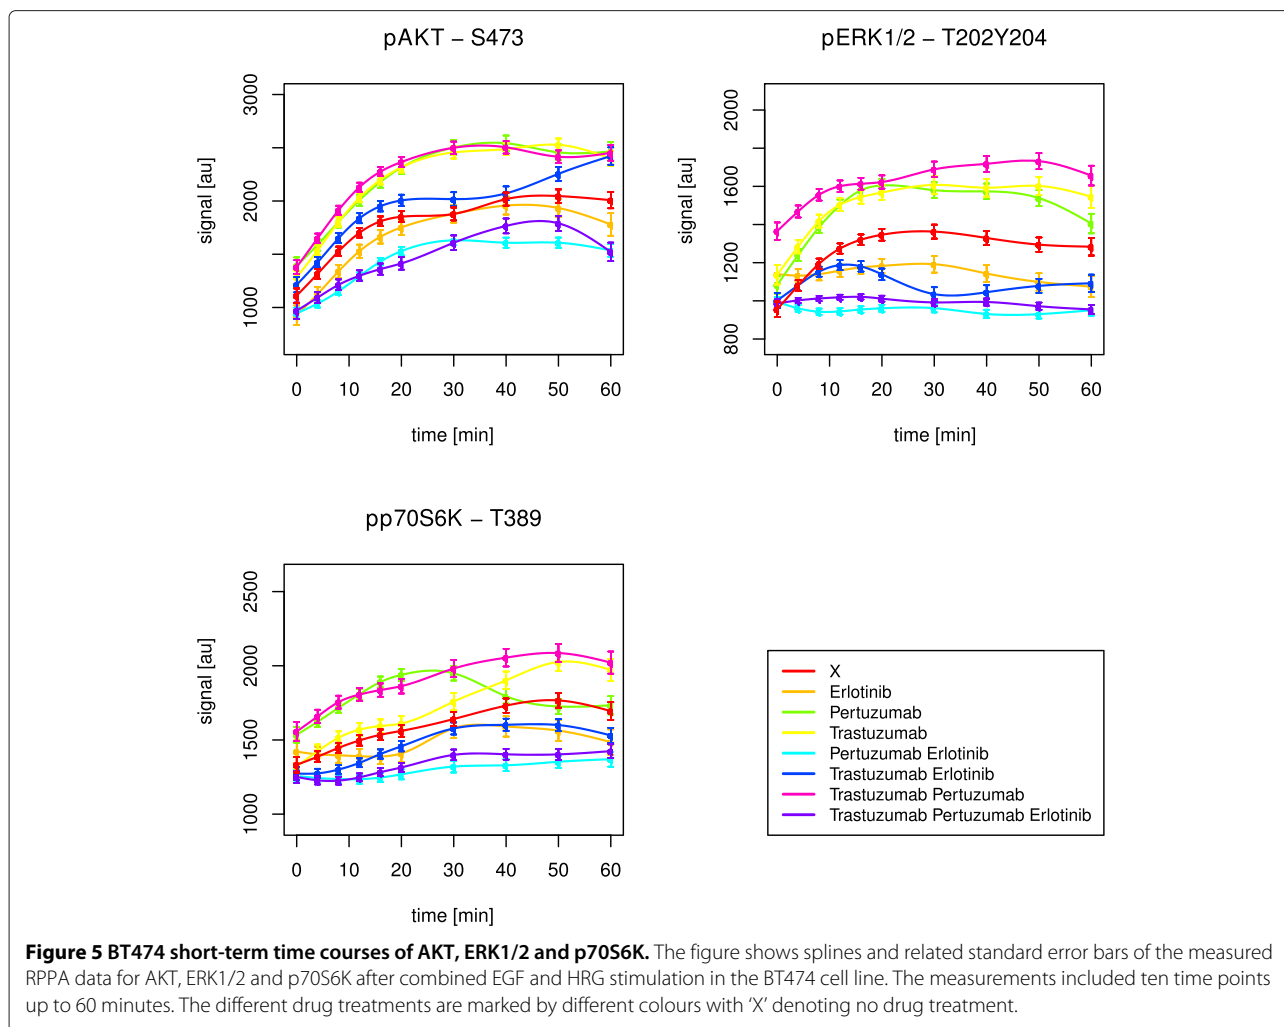 pAKT − S473
pERK1/2 − T202Y204
signal [au]
3000
2000
1000
0 10 20 30 40 50 60
time [min]
signal [au]
2000
1600
1200
800
0 10 20 30 40 50 60
time [min]
pp70S6K − T389
signal [au]
2500
2000
1500
1000
0 10 20 30 40 50 60
time [min]
X
Erlotinib
Pertuzumab
Trastuzumab
Pertuzumab Erlotinib
Trastuzumab Erlotinib
Trastuzumab Pertuzumab
Trastuzumab Pertuzumab Erlotinib
Figure 5 BT474 short-term time courses of AKT, ERK1/2 and p70S6K. The figure shows splines and related standard error bars of the measured
RPPA data for AKT, ERK1/2 and p70S6K after combined EGF and HRG stimulation in the BT474 cell line. The measurements included ten time points
up to 60 minutes. The different drug treatments are marked by different colours with ‘X’ denoting no drug treatment.